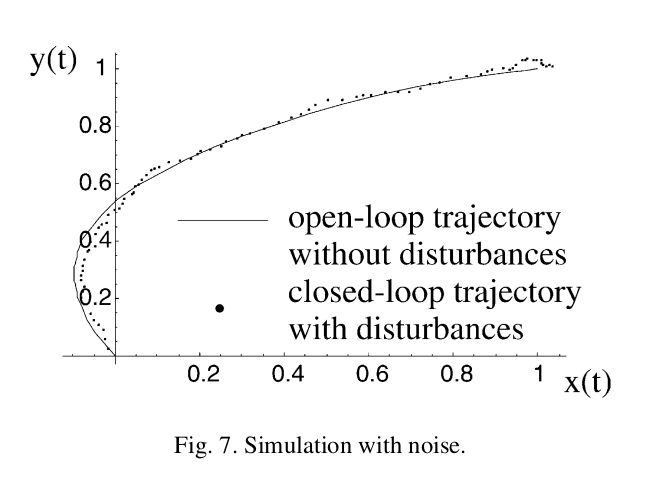 y(t)
1
0.8
0.6
0.4
0.2
open-loop trajectory
without disturbances
closed-loop trajectory
with disturbances
0.2 0.4 0.6 0.8 1 x(t)
Fig. 7. Simulation with noise.